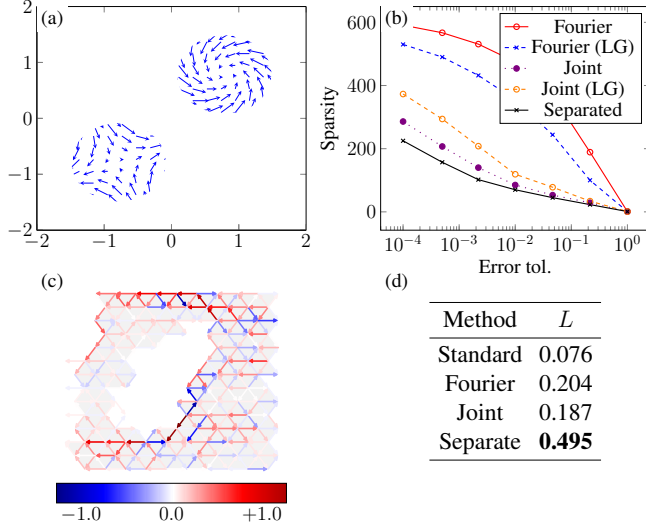 (a)
2
1
0
−1
−2
−2
−1
0
1
2
(b)
Sparsity
600
400
200
0
Fourier
Fourier (LG)
Joint
Joint (LG)
Separated
10−4
10−3
10−2
10−1
100
Error tol.
(c)
−1.0
0.0
+1.0
(d)
Method L
Standard 0.076
Fourier 0.204
Joint 0.187
Separate 0.495